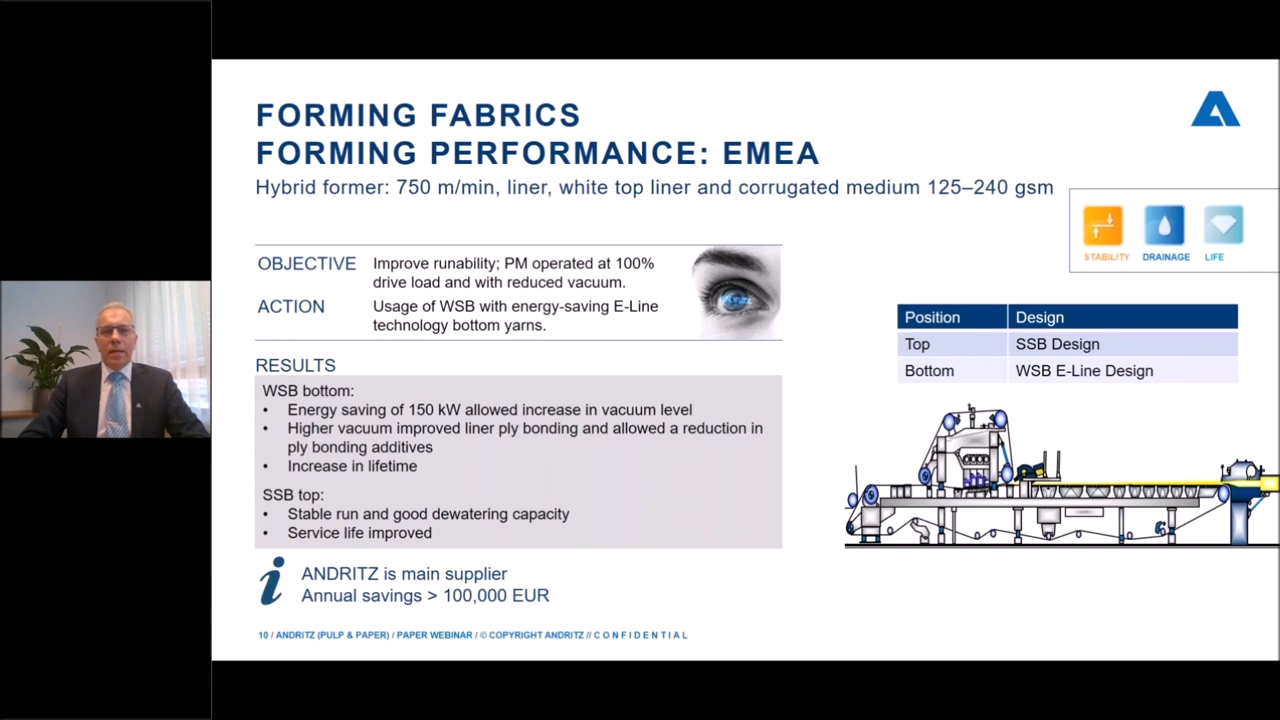 FORMING FABRICS
FORMING PERFORMANCE: EMEA
Hybrid former: 750 m/min, liner, white top liner and corrugated medium 125–240 gsm
STABILITY DRAINAGE LIFE
OBJECTIVE Improve runability; PM operated at 100%
drive load and with reduced vacuum.
ACTION Usage of WSB with energy-saving E-Line
technology bottom yarns.
ANDRITZ
Position Design
Top SSB Design
Bottom WSB E-Line Design
RESULTS
WSB bottom:
• Energy saving of 150 kW allowed increase in vacuum level
• Higher vacuum improved liner ply bonding and allowed a reduction in
ply bonding additives
• Increase in lifetime
SSB top:
• Stable run and good dewatering capacity
• Service life improved
i ANDRITZ is main supplier
Annual savings > 100,000 EUR
10 / ANDRITZ (PULP & PAPER) / PAPER WEBINAR / © COPYRIGHT ANDRITZ // C O N F I D E N T I A L